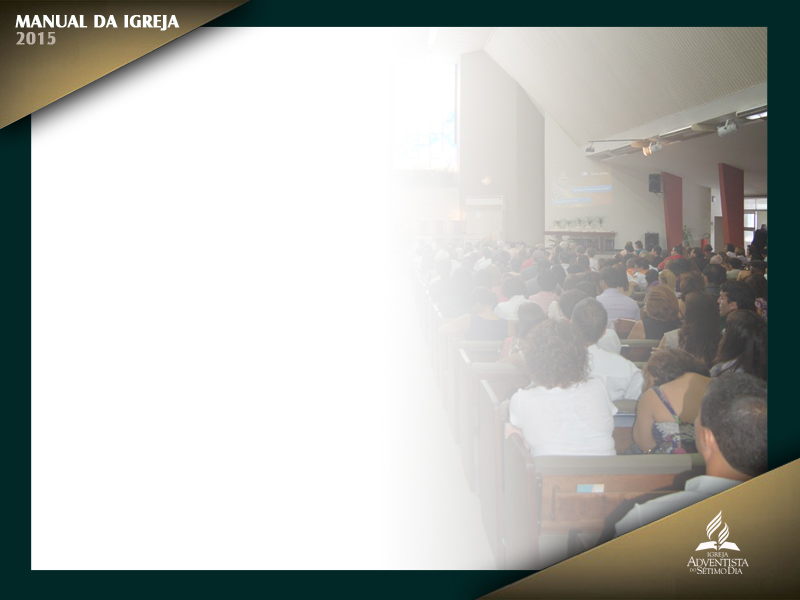 MANUAL DA IGREJA
2015
IGREJA
ADVENTISTA
DO SÉTIMO DIA